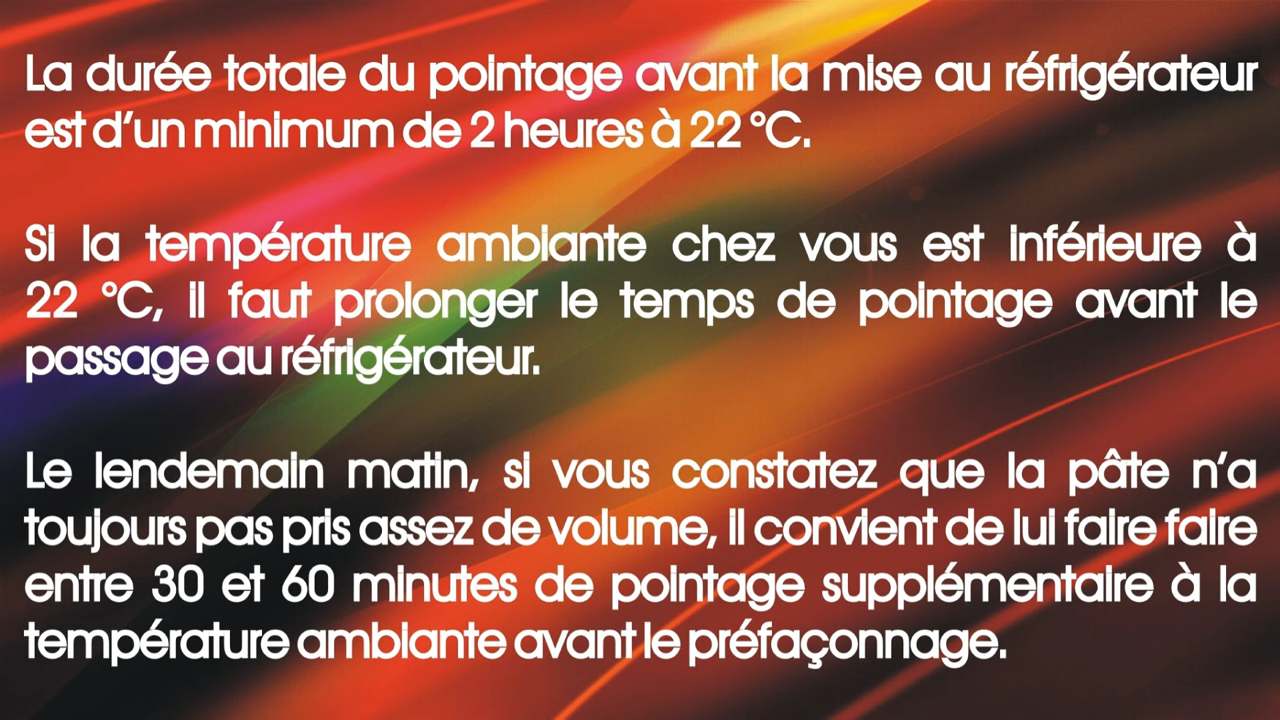 La durée totale du pointage avant la mise au réfrigérateur
est d’un minimum de 2 heures à 22 °C.
Si la température ambiante chez vous est inférieure à
22 °C, il faut prolonger le temps de pointage avant le
passage au réfrigérateur.
Le lendemain matin, si vous constatez que la pâte n’a
toujours pas pris assez de volume, il convient de lui faire faire
entre 30 et 60 minutes de pointage supplémentaire à la
température ambiante avant le préfaçonnage.